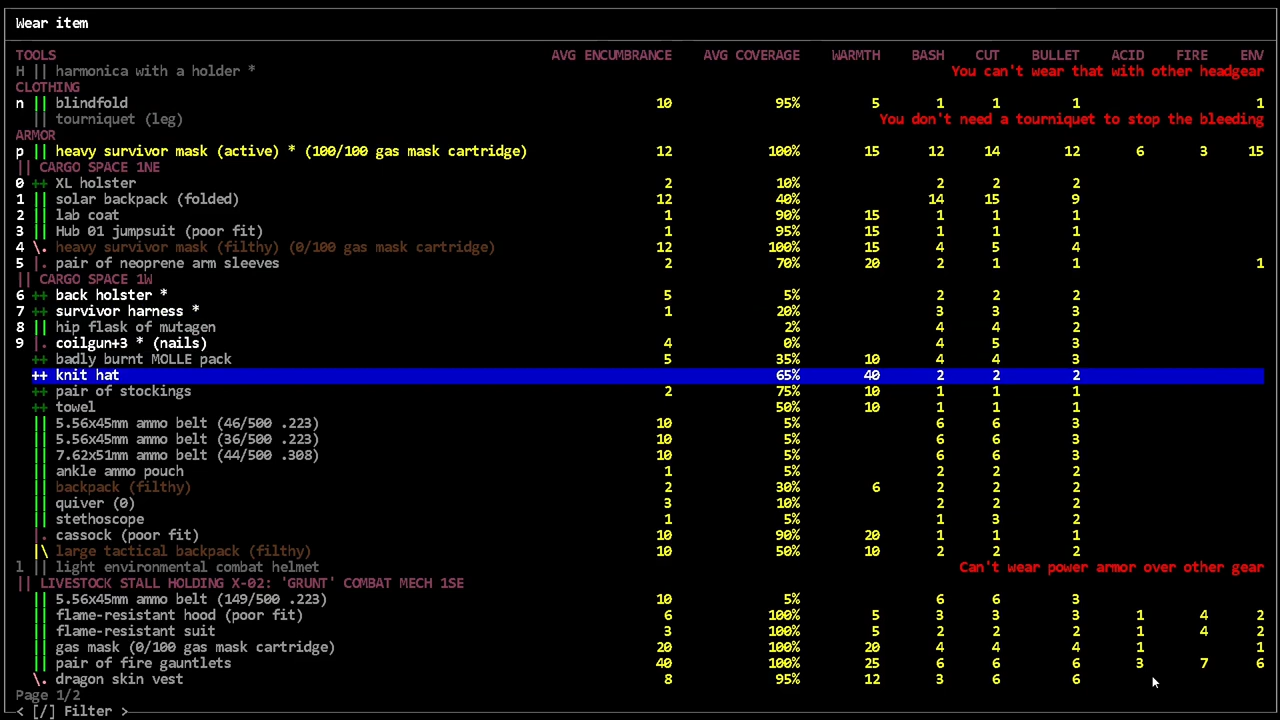 Wear item
TOOLS AVG ENCUMBRANCE AVG COVERAGE WARMTH BASH CUT BULLET ACID FIRE ENV
H || harmonica with a holder * You can't wear that with other headgear
CLOTHING
n || blindfold 10 95% 5 1 1 1 1
|| tourniquet (leg) You don't need a tourniquet to stop the bleeding
ARMOR
p || heavy survivor mask (active) * (100/100 gas mask cartridge) 12 100% 15 12 14 12 6 3 15
|| CARGO SPACE 1NE
0 ++ XL holster 2 10% 2 2 2
1 || solar backpack (folded) 12 40% 14 15 9
2 || lab coat 1 90% 15 1 1 1
3 || Hub 01 jumpsuit (poor fit) 1 95% 15 1 1 1
4 \. heavy survivor mask (filthy) (0/100 gas mask cartridge) 12 100% 15 4 5 4
5 |. pair of neoprene arm sleeves 2 70% 20 2 1 1 1
|| CARGO SPACE 1W
6 ++ back holster * 5 5% 2 2 2
7 ++ survivor harness * 1 20% 3 3 3
8 || hip flask of mutagen 2% 4 4 2
9 |. coilgun+3 * (nails) 4 0% 4 5 3
++ badly burnt MOLLE pack 5 35% 10 4 4 3
++ knit hat 65% 40 2 2 2
++ pair of stockings 2 75% 10 1 1 1
++ towel 50% 10 1 1 1
|| 5.56x45mm ammo belt (46/500 .223) 10 5% 6 6 3
|| 5.56x45mm ammo belt (36/500 .223) 10 5% 6 6 3
|| 7.62x51mm ammo belt (44/500 .308) 10 5% 6 6 3
|| ankle ammo pouch 1 5% 2 2 2
|| backpack (filthy) 2 30% 6 2 2 2
|| quiver (0) 3 10% 2 2 2
|| stethoscope 1 5% 1 3 2
|. cassock (poor fit) 10 90% 20 1 1 1
|\ large tactical backpack (filthy) 10 50% 10 2 2 2
l || light environmental combat helmet Can't wear power armor over other gear
|| LIVESTOCK STALL HOLDING X-02: 'GRUNT' COMBAT MECH 1SE
|| 5.56x45mm ammo belt (149/500 .223) 10 5% 6 6 3
|| flame-resistant hood (poor fit) 6 100% 5 3 3 3 1 4 2
|| flame-resistant suit 3 100% 5 2 2 2 1 4 2
|| gas mask (0/100 gas mask cartridge) 20 100% 20 4 4 4 1 1
|| pair of fire gauntlets 40 100% 25 6 6 6 3 7 6
\. dragon skin vest 8 95% 12 3 6 6
Page 1/2
< [/] Filter >